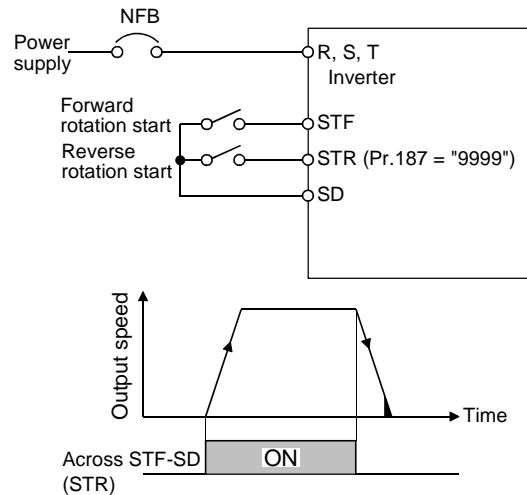 NFB
Power
supply
R, S, T
Inverter
Forward
rotation start
STF
Reverse
rotation start
STR (Pr.187 = "9999")
SD
Output speed
Time
Across STF-SD
(STR)
ON